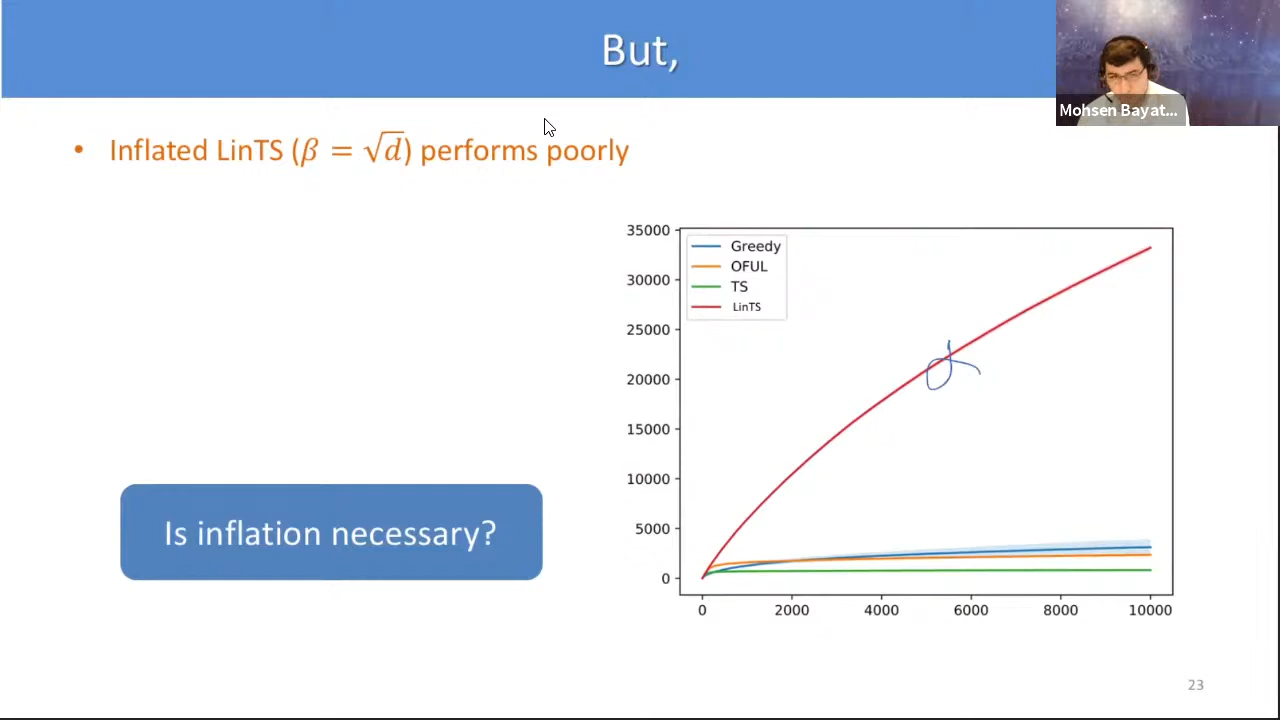 But,
Mohsen Bayat...
• Inflated LinTS (β = √d) performs poorly
35000
30000
25000
20000
15000
10000
5000
0
Greedy
OFUL
TS
LinTS
0 2000 4000 6000 8000 10000
Is inflation necessary?
23